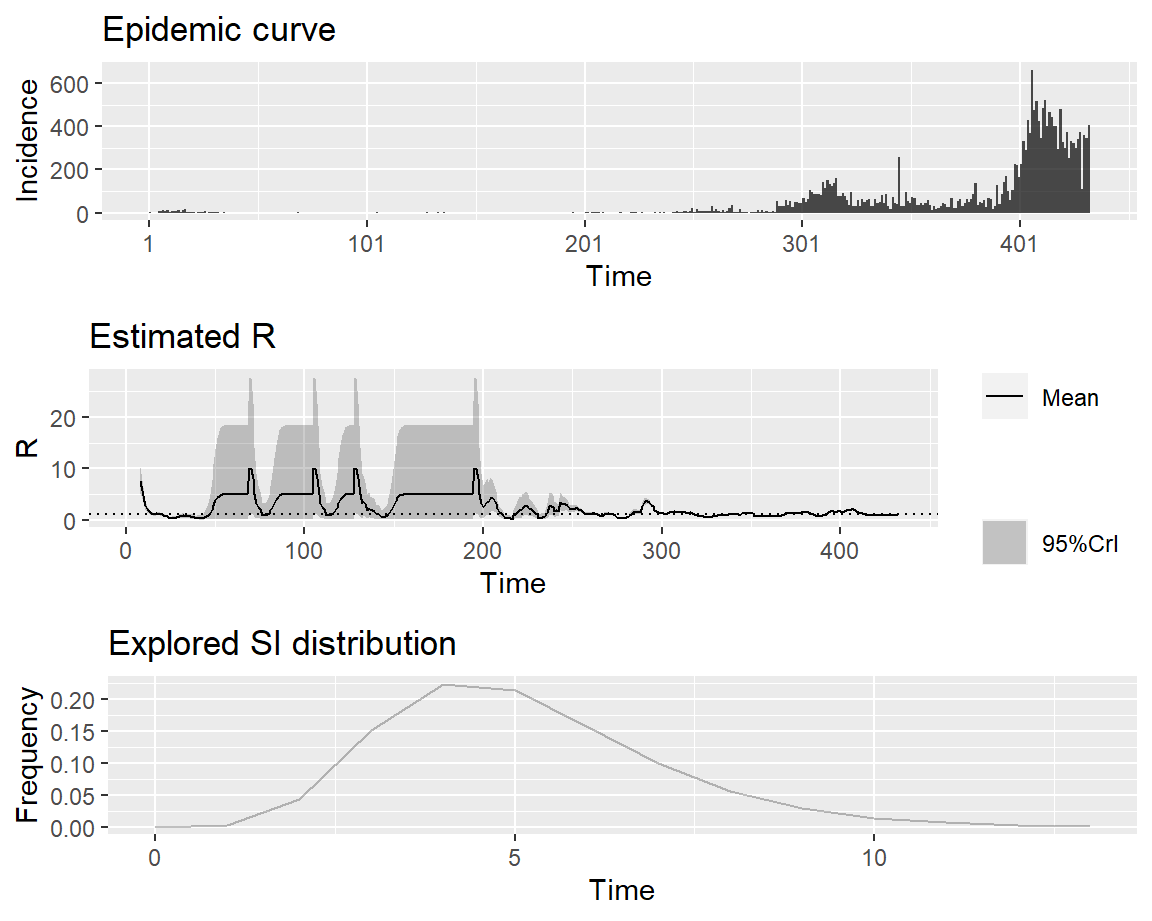 Epidemic curve
Incidence
600
400
200
0
1 101 201 301 401
Time
Estimated R
R
20
10
0
0 100 200 300 400
Time
Mean
95%CrI
Explored SI distribution
Frequency
0.20
0.15
0.10
0.05
0.00
0 5 10
Time